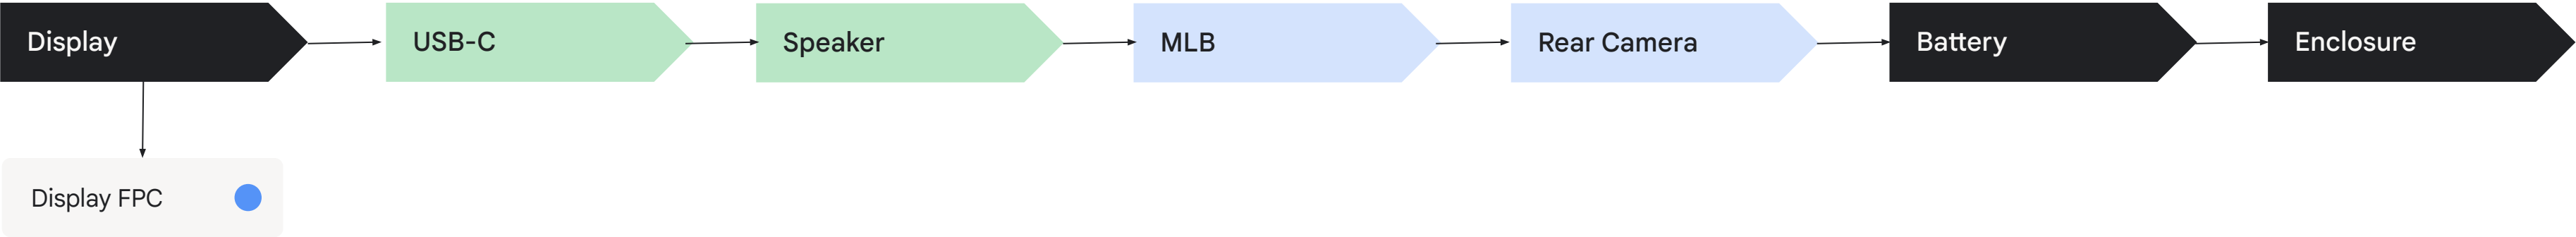 Display
USB-C
Speaker
MLB
Rear Camera
Battery
Enclosure
Display FPC